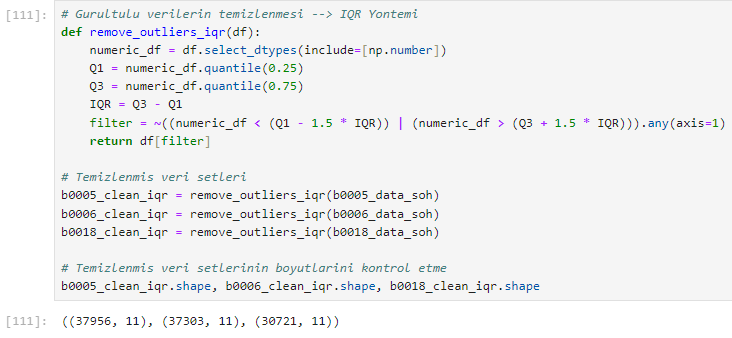 [111]: # Gurultulu verilerin temizlenmesi --> IQR Yontemi
def remove_outliers_iqr(df):
    numeric_df = df.select_dtypes(include=[np.number])
    Q1 = numeric_df.quantile(0.25)
    Q3 = numeric_df.quantile(0.75)
    IQR = Q3 - Q1
    filter = ~((numeric_df < (Q1 - 1.5 * IQR)) | (numeric_df > (Q3 + 1.5 * IQR))).any(axis=1)
    return df[filter]
# Temizlenmis veri setleri
b0005_clean_iqr = remove_outliers_iqr(b0005_data_soh)
b0006_clean_iqr = remove_outliers_iqr(b0006_data_soh)
b0018_clean_iqr = remove_outliers_iqr(b0018_data_soh)
# Temizlenmis veri setlerinin boyutlarini kontrol etme
b0005_clean_iqr.shape, b0006_clean_iqr.shape, b0018_clean_iqr.shape
[111]: ((37956, 11), (37303, 11), (30721, 11))